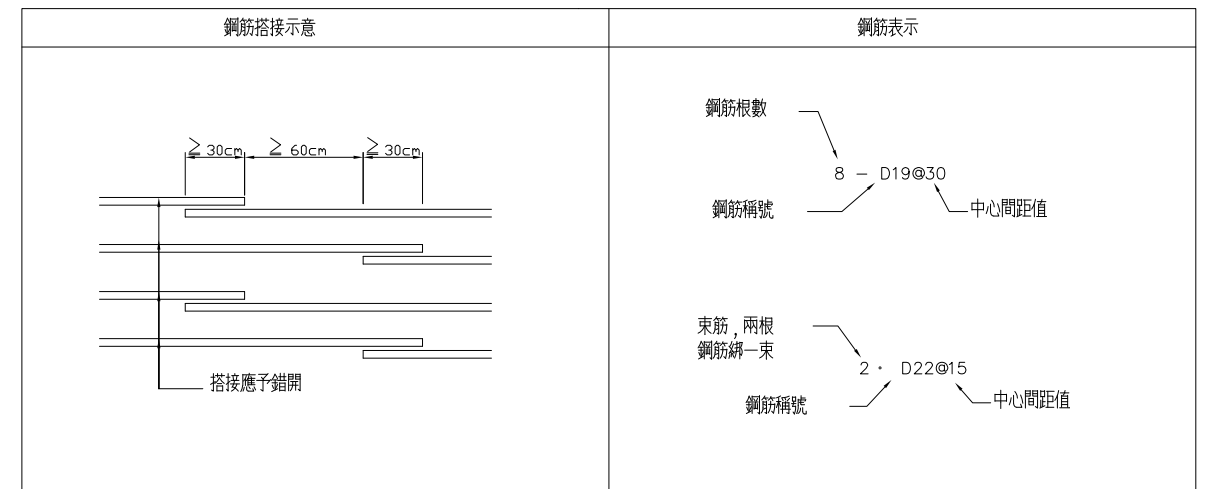 鋼筋搭接示意
鋼筋表示
≧ 30cm
≧ 60cm
≧ 30cm
搭接應予錯開
鋼筋根數
8 - D19@30
鋼筋稱號
中心間距值
束筋,兩根
鋼筋綁一束
2· D22@15
鋼筋稱號
中心間距值